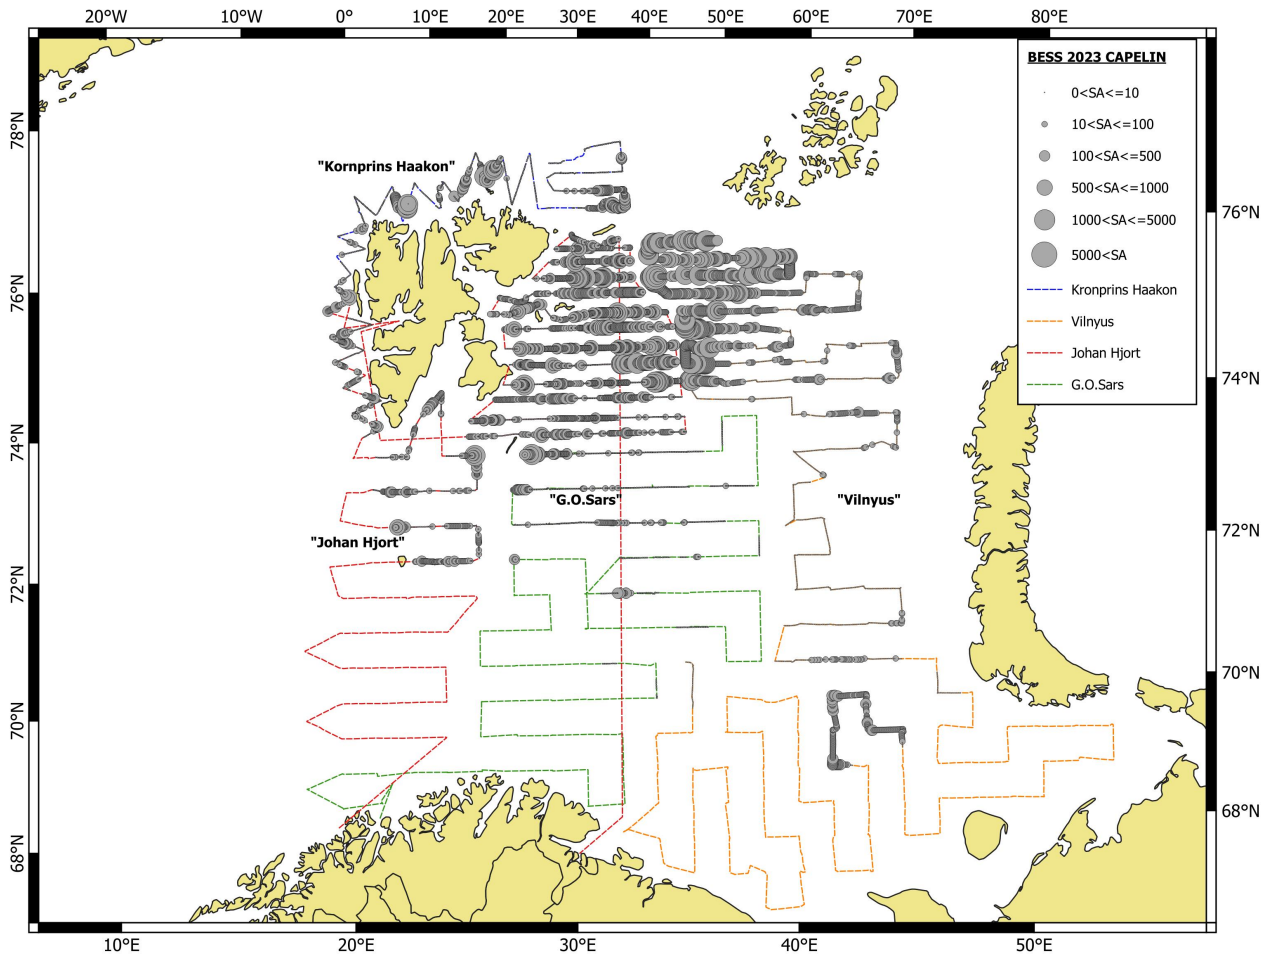 20°W 10°W 0° 10°E 20°E 30°E 40°E 50°E 60°E 70°E 80°E
BESS 2023 CAPELIN
0<SA<=10
10<SA<=100
100<SA<=500
500<SA<=1000
1000<SA<=5000
5000<SA
Kronprins Haakon
Vilnyus
Johan Hjort
G.O.Sars
"Kornprins Haakon"
"G.O.Sars"
"Vilnyus"
"Johan Hjort"
78°N
76°N
74°N
72°N
70°N
68°N
76°N
74°N
72°N
70°N
68°N
10°E 20°E 30°E 40°E 50°E